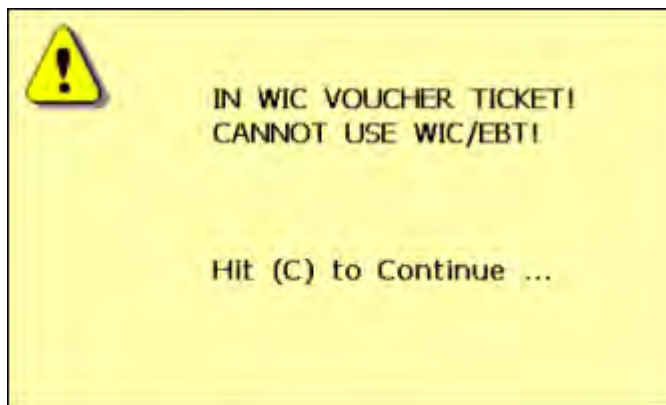 IN WIC VOUCHER TICKET!
CANNOT USE WIC/EBT!
Hit (C) to Continue ...